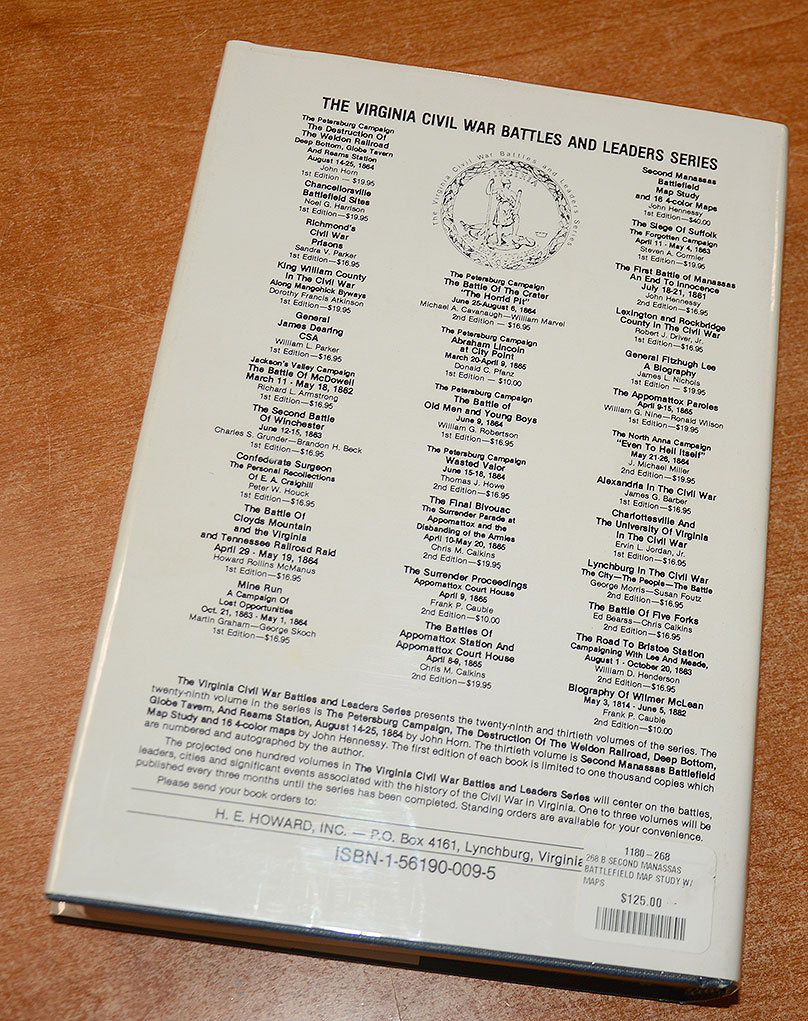 THE VIRGINIA CIVIL WAR BATTLES AND LEADERS SERIES
The Petersburg Campaign
The Destruction Of
The Weldon Railroad
Deep Bottom, Globe Tavern
And Reams Station
August 14-25, 1864
John Horn
1st Edition — $19.95
Chancellorsville
Battlefield Sites
Noel G. Harrison
1st Edition—$19.95
Richmond's
Civil War
Prisons
Sandra V. Parker
1st Edition—$16.95
King William County
In The Civil War
Along Mangohick Byways
Dorothy Francis Atkinson
1st Edition—$19.95
General
James Dearing
CSA
William L. Parker
1st Edition—$16.95
Jackson's Valley Campaign
The Battle Of McDowell
March 11 - May 18, 1862
Richard L. Armstrong
1st Edition—$16.95
The Second Battle
Of Winchester
June 12-15, 1863
Charles S. Grunder—Brandon H. Beck
1st Edition—$16.95
Confederate Surgeon
The Personal Recollections
Of E. A. Craighill
Peter W. Houck
1st Edition—$16.95
The Battle Of
Cloyds Mountain
and the Virginia
and Tennessee Railroad Raid
April 29 - May 19, 1864
Howard Rollins McManus
1st Edition—$16.95
Mine Run
A Campaign Of
Lost Opportunities
Oct. 21, 1863 - May 1, 1864
Martin Graham—George Skoch
1st Edition—$16.95
The Virginia Civil War Battles and Leaders Series
VIRGINIA
The Petersburg Campaign
The Battle Of The Crater
"The Horrid Pit"
June 25-August 6, 1864
Michael A. Cavanaugh—William Marvel
2nd Edition — $16.95
The Petersburg Campaign
Abraham Lincoln
at City Point
March 20-April 9, 1865
Donald C. Pfanz
1st Edition — $10.00
The Petersburg Campaign
The Battle of
Old Men and Young Boys
June 9, 1864
William G. Robertson
1st Edition—$16.95
The Petersburg Campaign
Wasted Valor
June 15-18, 1864
Thomas J. Howe
2nd Edition—$16.95
The Final Bivouac
The Surrender Parade at
Appomattox and the
Disbanding of the Armies
April 10-May 20, 1865
Chris M. Calkins
2nd Edition—$19.95
The Surrender Proceedings
Appomattox Court House
April 9, 1865
Frank P. Cauble
2nd Edition—$10.00
The Battles Of
Appomattox Station And
Appomattox Court House
April 8-9, 1865
Chris M. Calkins
2nd Edition—$19.95
Second Manassas
Battlefield
Map Study
and 16 4-color Maps
John Hennessy
1st Edition—$40.00
The Siege Of Suffolk
The Forgotten Campaign
April 11 - May 4, 1863
Steven A. Cormier
1st Edition—$19.95
The First Battle of Manassas
An End To Innocence
July 18-21, 1861
John Hennessy
2nd Edition—$16.95
Lexington and Rockbridge
County In The Civil War
Robert J. Driver, Jr.
1st Edition—$16.95
General Fitzhugh Lee
A Biography
James L. Nichols
1st Edition — $19.95
The Appomattox Paroles
April 9-15, 1865
William G. Nine—Ronald Wilson
1st Edition—$19.95
The North Anna Campaign
"Even To Hell Itself"
May 21-26, 1864
J. Michael Miller
2nd Edition—$19.95
Alexandria In The Civil War
James G. Barber
1st Edition—$16.95
Charlottesville And
The University Of Virginia
In The Civil War
Ervin L. Jordan, Jr.
1st Edition—$16.95
Lynchburg In The Civil War
The City—The People—The Battle
George Morris—Susan Foutz
2nd Edition—$16.95
The Battle Of Five Forks
Ed Bearss—Chris Calkins
2nd Edition—$16.95
The Road To Bristoe Station
Campaigning With Lee And Meade,
August 1 - October 20, 1863
William D. Henderson
2nd Edition—$16.95
Biography Of Wilmer McLean
May 3, 1814 - June 5, 1882
Frank P. Cauble
2nd Edition—$10.00
The Virginia Civil War Battles and Leaders Series presents the twenty-ninth and thirtieth volumes of the series. The
twenty-ninth volume in the series is The Petersburg Campaign, The Destruction Of The Weldon Railroad, Deep Bottom,
Globe Tavern, And Reams Station, August 14-25, 1864 by John Horn. The thirtieth volume is Second Manassas Battlefield
Map Study and 16 4-color maps by John Hennessy. The first edition of each book is limited to one thousand copies which
are numbered and autographed by the author.
The projected one hundred volumes in The Virginia Civil War Battles and Leaders Series will center on the battles,
leaders, cities and significant events associated with the history of the Civil War in Virginia. One to three volumes will be
published every three months until the series has been completed. Standing orders are available for your convenience.
Please send your book orders to:
H. E. HOWARD, INC. — P.O. Box 4161, Lynchburg, Virginia
ISBN-1-56190-009-5
1180-268
268 B SECOND MANASSAS
BATTLEFIELD MAP STUDY W/
MAPS
$125.00